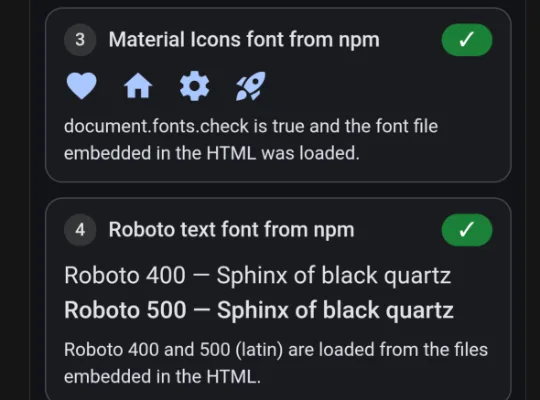 3 Material Icons font from npm ✓
document.fonts.check is true and the font file
embedded in the HTML was loaded.
4 Roboto text font from npm ✓
Roboto 400 — Sphinx of black quartz
Roboto 500 — Sphinx of black quartz
Roboto 400 and 500 (latin) are loaded from the files
embedded in the HTML.